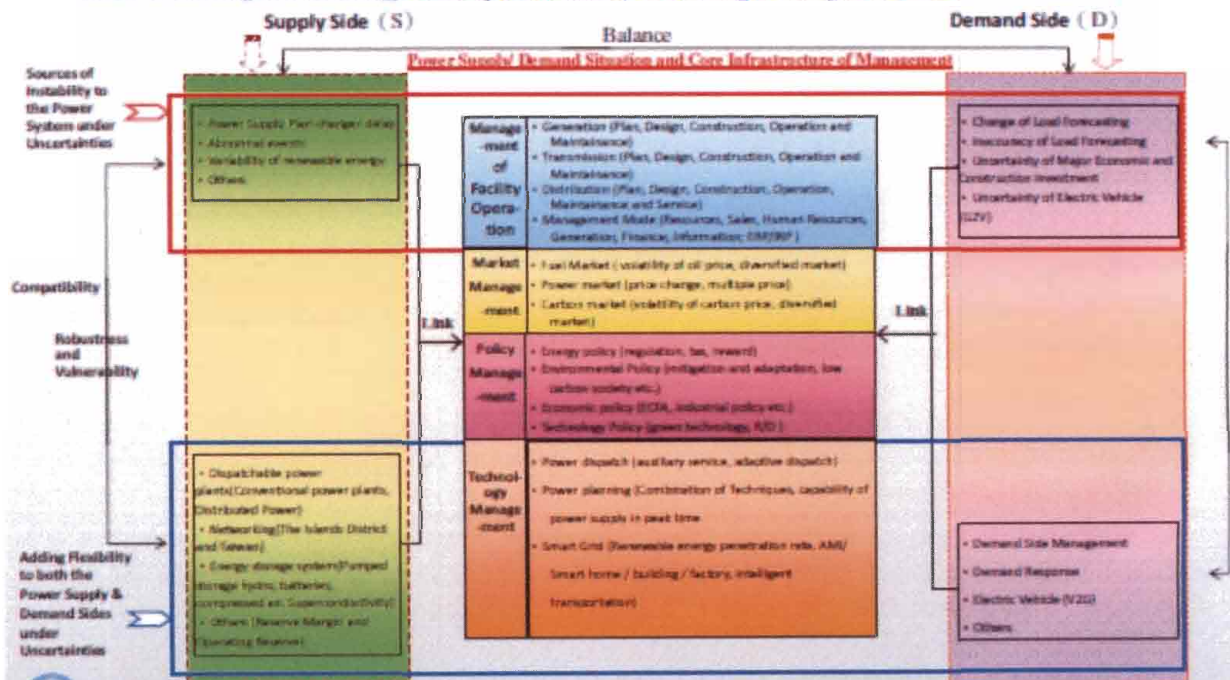 Supply Side (S)
Demand Side (D)
Balance
Power Supply/ Demand Situation and Core Infrastructure of Management
Sources of
Instability to
the Power
System under
Uncertainties
• Power Supply Plan change/ delay
• Abnormal events
• Variability of renewable energy
• Others
Manage
-ment
of
Facility
Opera-
tion
• Generation (Plan, Design, Construction, Operation and
Maintainance)
• Transmission (Plan, Design, Construction, Operation and
Maintainance)
• Distribution (Plan, Design, Construction, Operation,
Maintainance and Service)
• Management Mode (Resources, Sales, Human Resources,
Generation, Finance, Information;
• Change of Load Forecasting
• Inaccuracy of Load Forecasting
• Uncertainty of Major Economic and
Construction Investment
• Uncertainty of Electric Vehicle
(G2V)
Market
Manage
-ment
• Fuel Market ( volatility of oil price, diversified market)
• Power market (price change, multiple price)
• Carbon market (volatility of carbon price, diversified
market)
Compatibility
Robustness
and
Vulnerability
Link
Link
Policy
Manage
-ment
• Energy policy (regulation, tax, reward)
• Environmental Policy (mitigation and adaptation, low
carbon society etc.)
• Economic policy (ECFA, industrial policy etc.)
• Technology Policy (green technology, R/D )
Technol-
ogy
Manage
-ment
• Power dispatch (auxiliary service, adaptive dispatch)
• Power planning (Combination of Techniques, capability of
power supply in peak time
• Smart Grid (Renewable energy penetration rate, AMI/
Smart home / building / factory, intelligent
transportation)
Adding Flexibility
to both the
Power Supply &
Demand Sides
under
Uncertainties
• Dispatchable power
plants(Conventional power plants,
Distributed Power)
• Networking(The Islands District
and Taiwan)
• Energy storage system(Pumped
storage hydro, batteries,
compressed air, Superconductivity)
• Others (Reserve Margin and
Operating Reserve)
• Demand Side Management
• Demand Response
• Electric Vehicle (V2G)
• Others